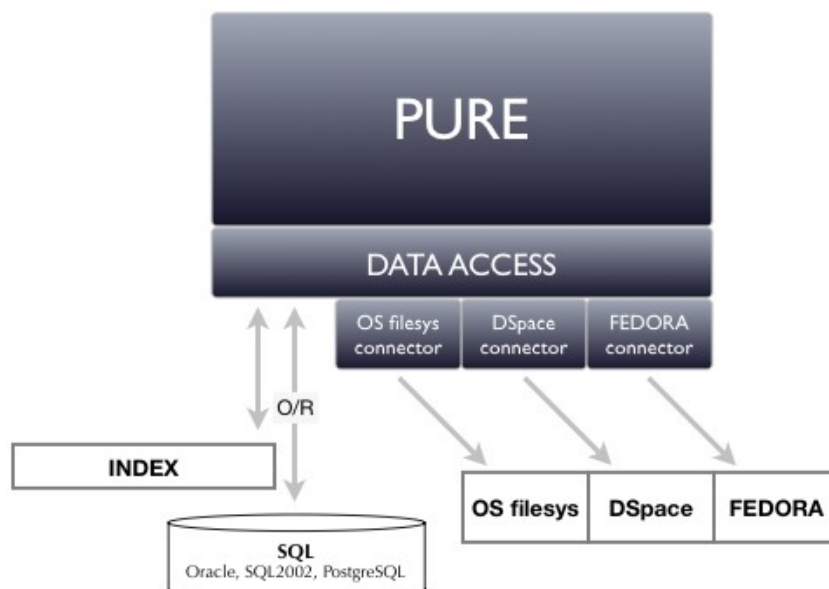 PURE
DATA ACCESS
OS filesys
connector
DSpace
connector
FEDORA
connector
O/R
INDEX
OS filesys
DSpace
FEDORA
SQL
Oracle, SQL2002, PostgreSQL